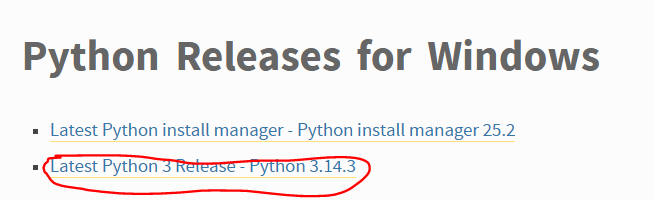 Python Releases for Windows
Latest Python install manager - Python install manager 25.2
Latest Python 3 Release - Python 3.14.3